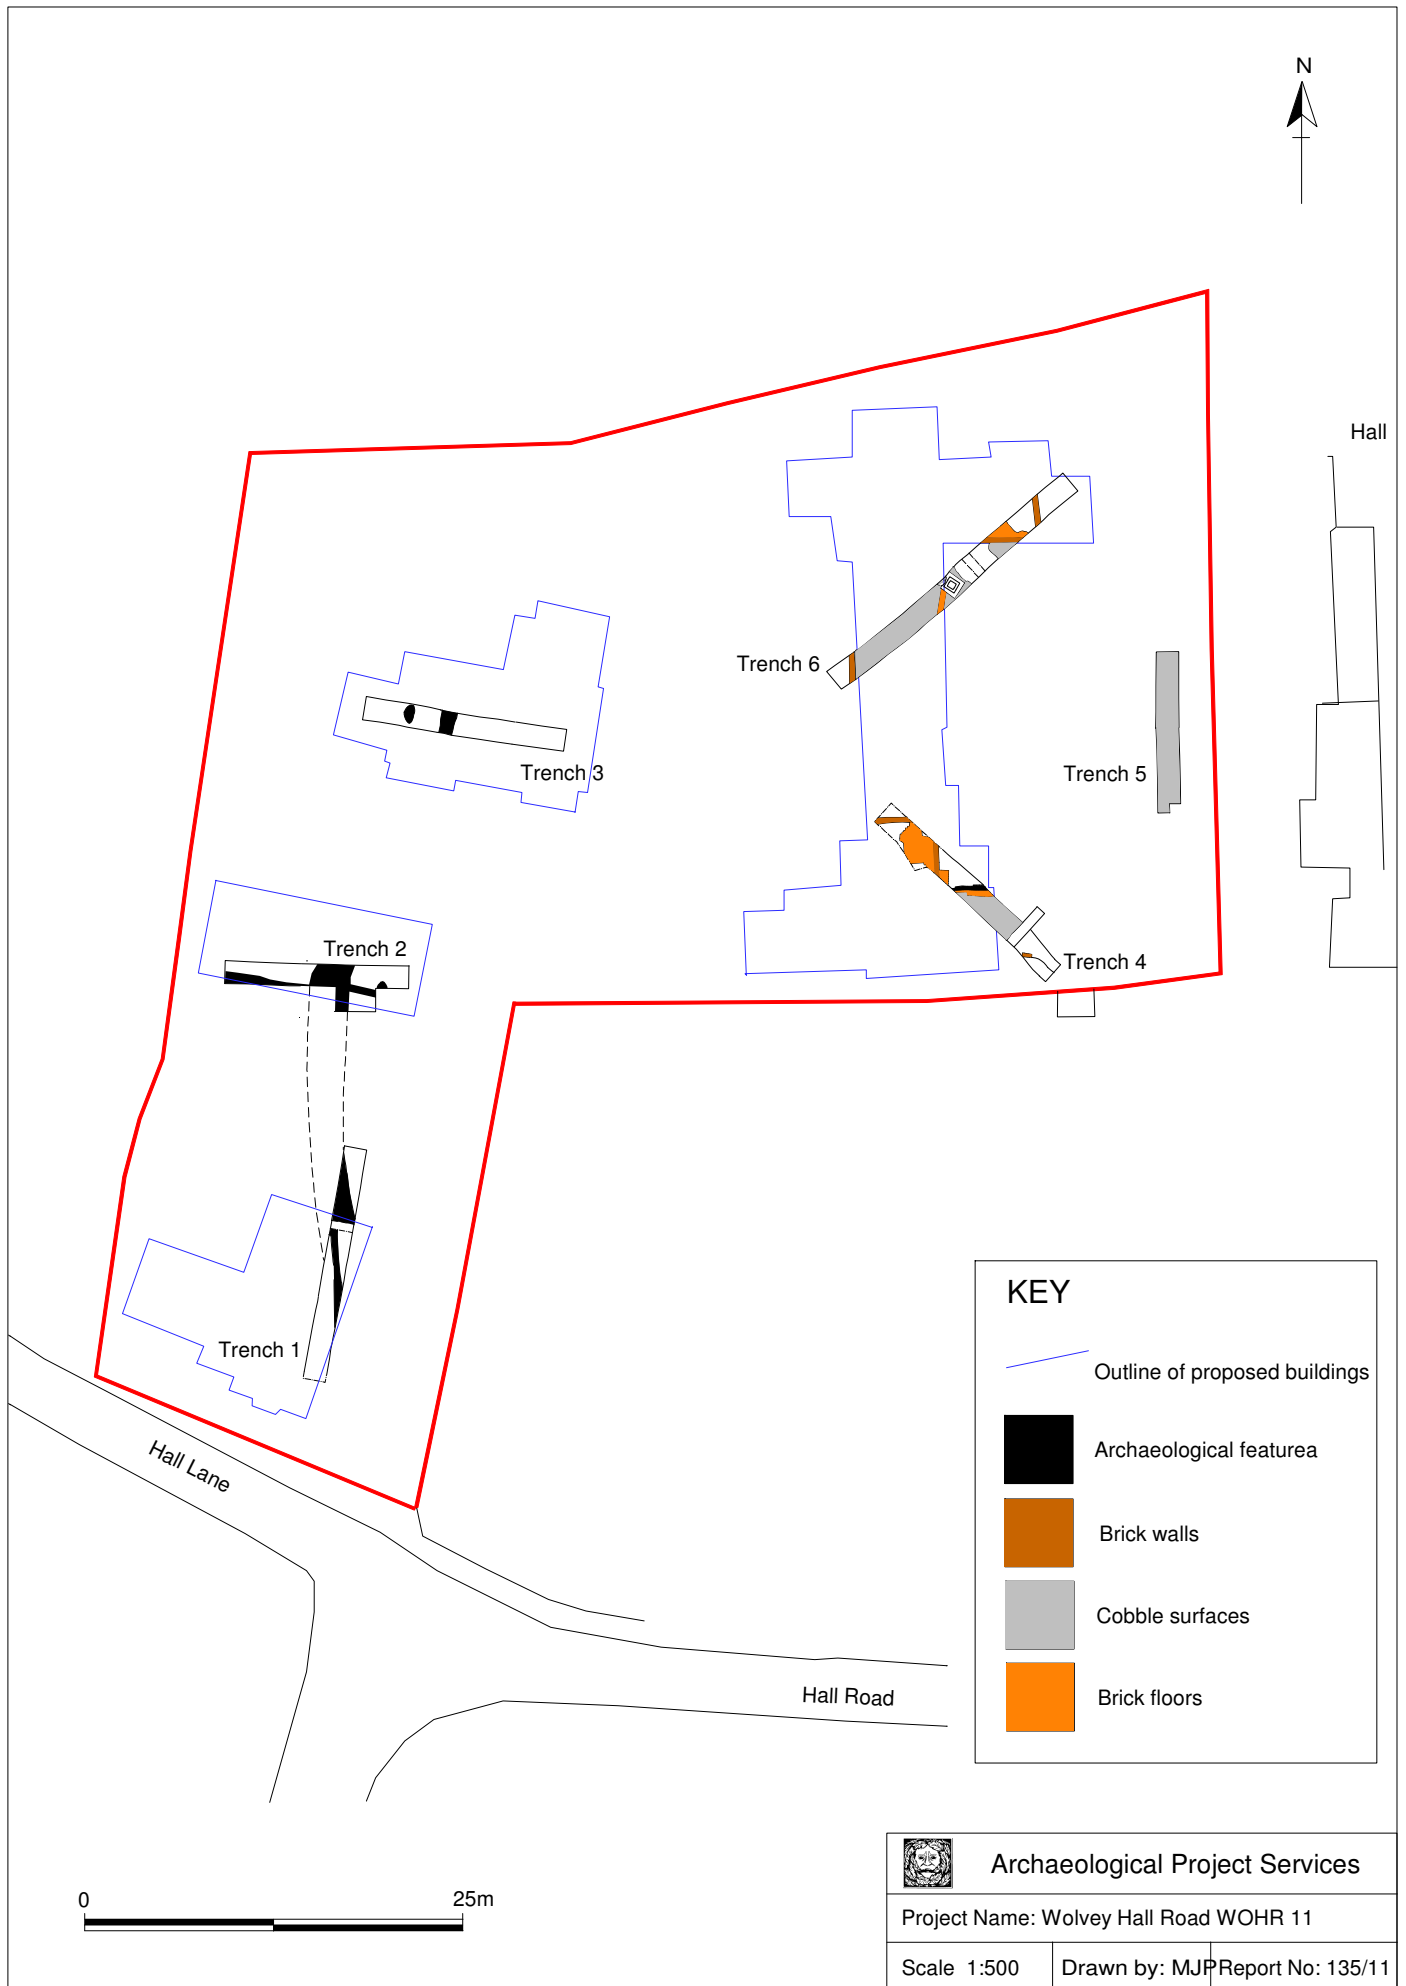 N
Hall
Trench 6
Trench 5
Trench 3
Trench 2
Trench 4
Trench 1
Hall Lane
Hall Road
KEY
Outline of proposed buildings
Archaeological featurea
Brick walls
Cobble surfaces
Brick floors
0 25m
Archaeological Project Services
Project Name: Wolvey Hall Road WOHR 11
Scale 1:500 Drawn by: MJP Report No: 135/11